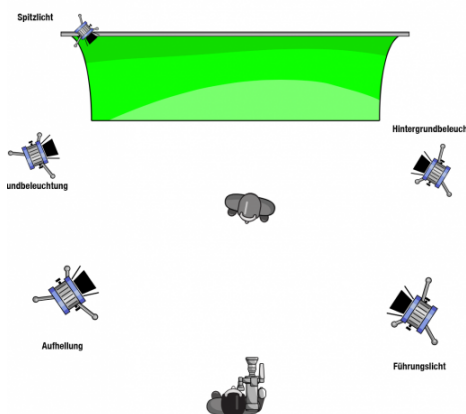 Spitzlicht
Hintergrundbeleuch
undbeleuchtung
Aufhellung
Führungslicht